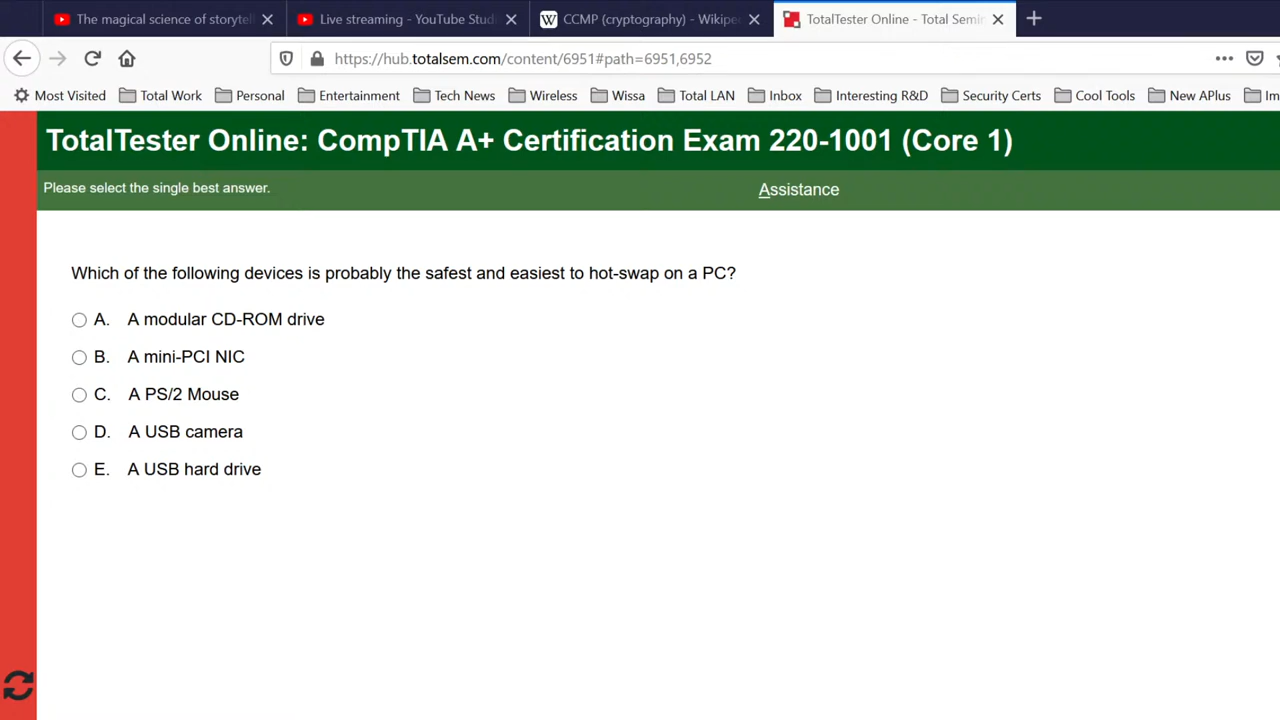 The magical science of storytell
Live streaming - YouTube Studi
CCMP (cryptography) - Wikipe
TotalTester Online - Total Semin
https://hub.totalsem.com/content/6951#path=6951,6952
Most Visited Total Work Personal Entertainment Tech News Wireless Wissa Total LAN Inbox Interesting R&D Security Certs Cool Tools New APlus Im
TotalTester Online: CompTIA A+ Certification Exam 220-1001 (Core 1)
Please select the single best answer.
Assistance
Which of the following devices is probably the safest and easiest to hot-swap on a PC?
A. A modular CD-ROM drive
B. A mini-PCI NIC
C. A PS/2 Mouse
D. A USB camera
E. A USB hard drive